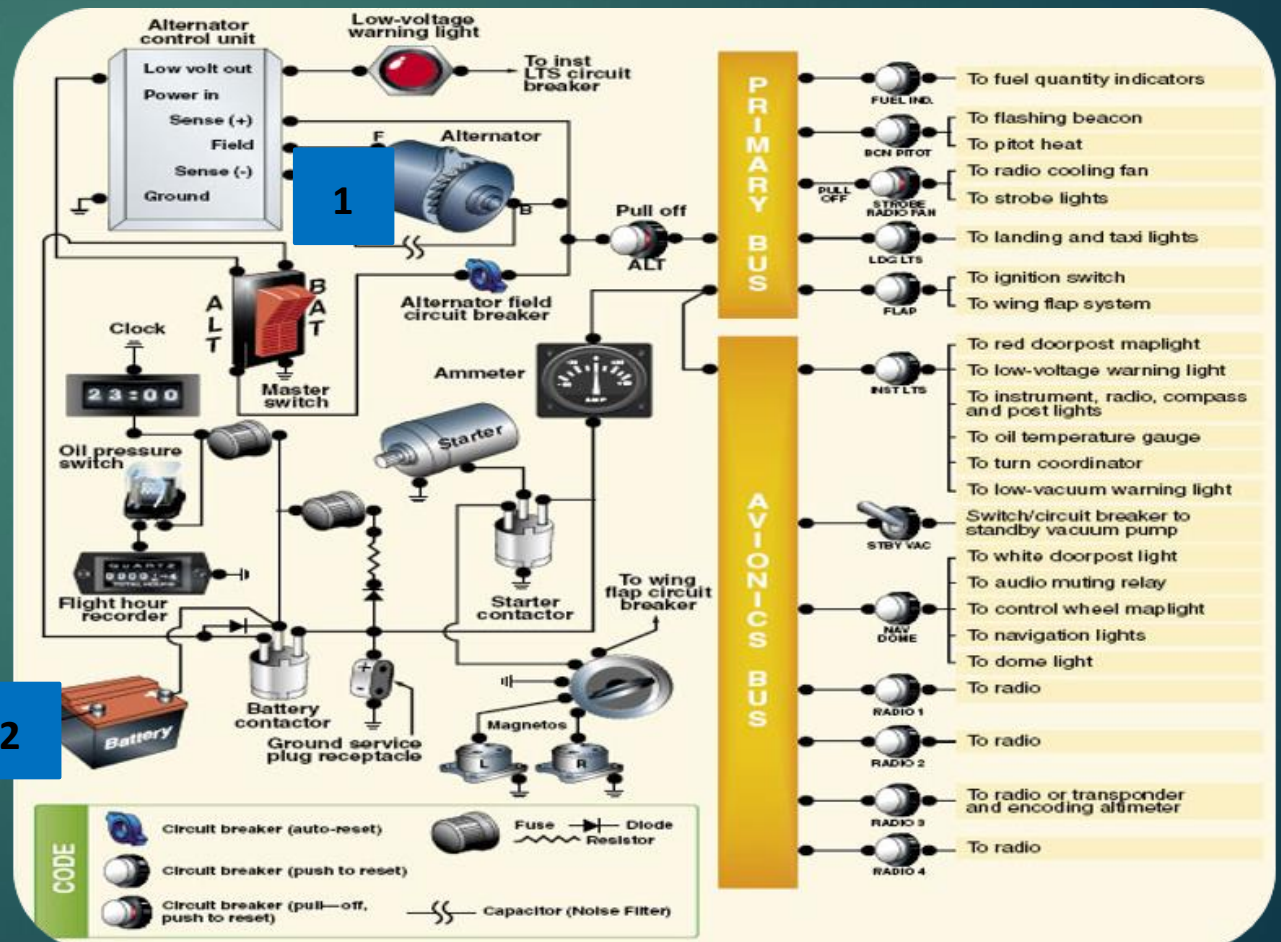 Alternator
control unit
Low volt out
Power in
Sense (+)
Field
Sense (-)
Ground
Low-voltage
warning light
To inst
LTS circuit
breaker
F
Alternator
1
B
Pull off
ALT
Alternator field
circuit breaker
ALT
BAT
Master
switch
Clock
23:00
Oil pressure
switch
QUARTZ
TOTAL HOURS
Flight hour
recorder
Ammeter
AMP
Starter
Starter
contactor
To wing
flap circuit
breaker
Battery
2
Battery
contactor
+
-
Ground service
plug receptacle
Magnetos
L
R
PRIMARY BUS
FUEL IND.
To fuel quantity indicators
BCN PITOT
To flashing beacon
To pitot heat
PULL
OFF
STROBE
RADIO FAN
To radio cooling fan
To strobe lights
LDG LTS
To landing and taxi lights
FLAP
To ignition switch
To wing flap system
AVIONICS BUS
INST LTS
To red doorpost maplight
To low-voltage warning light
To instrument, radio, compass
and post lights
To oil temperature gauge
To turn coordinator
To low-vacuum warning light
STBY VAC
Switch/circuit breaker to
standby vacuum pump
NAV
DOME
To white doorpost light
To audio muting relay
To control wheel maplight
To navigation lights
To dome light
RADIO 1
To radio
RADIO 2
To radio
RADIO 3
To radio or transponder
and encoding altimeter
RADIO 4
To radio
CODE
Circuit breaker (auto-reset)
Circuit breaker (push to reset)
Circuit breaker (pull—off,
push to reset)
Fuse
Diode
Resistor
Capacitor (Noise Filter)